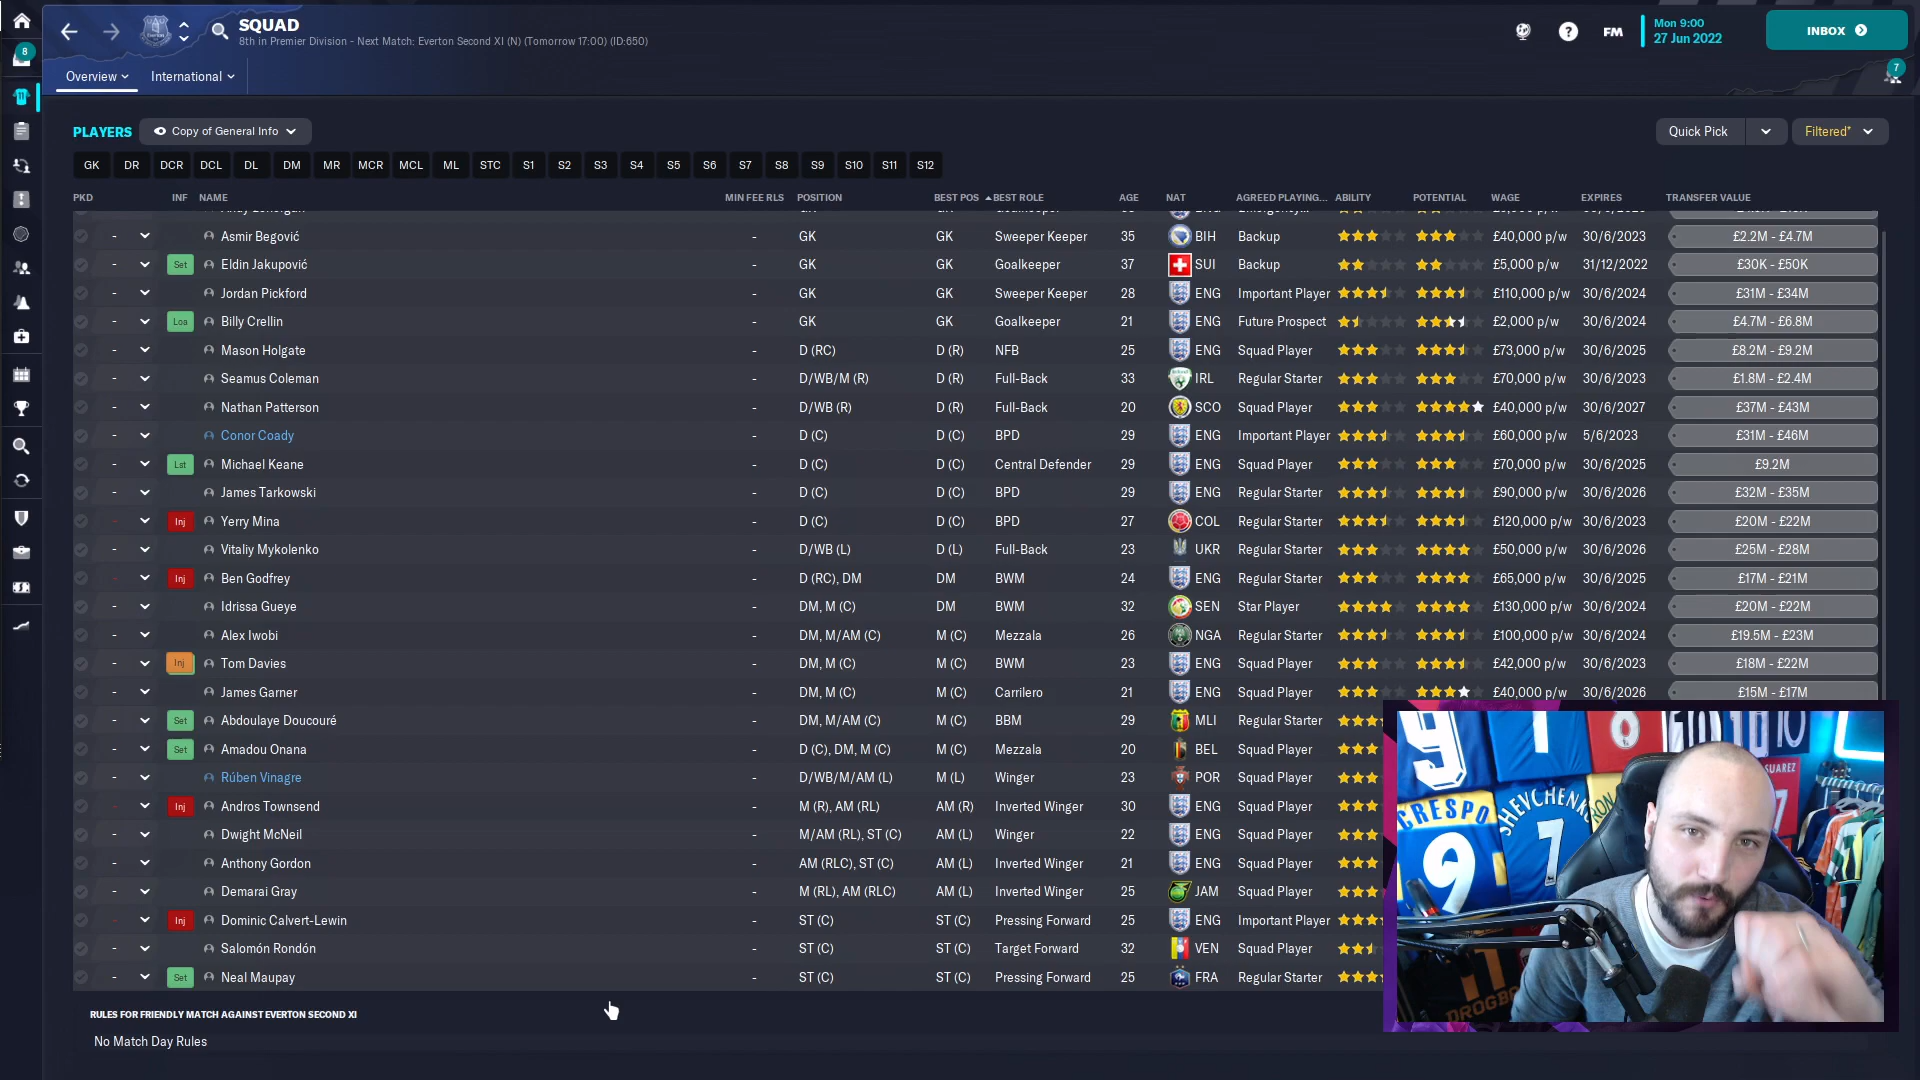 SQUAD
8th in Premier Division - Next Match: Everton Second XI (N) (Tomorrow 17:00) (ID:650)
FM
Mon 9:00
27 Jun 2022
INBOX
8
7
Overview International
PLAYERS Copy of General Info Quick Pick Filtered*
GK DR DCR DCL DL DM MR MCR MCL ML STC S1 S2 S3 S4 S5 S6 S7 S8 S9 S10 S11 S12
PKD INF NAME MIN FEE RLS POSITION BEST POS BEST ROLE AGE NAT AGREED PLAYING... ABILITY POTENTIAL WAGE EXPIRES TRANSFER VALUE
- Asmir Begović - GK GK Sweeper Keeper 35 BIH Backup £40,000 p/w 30/6/2023 £2.2M - £4.7M
- Set Eldin Jakupović - GK GK Goalkeeper 37 SUI Backup £5,000 p/w 31/12/2022 £30K - £50K
- Jordan Pickford - GK GK Sweeper Keeper 28 ENG Important Player £110,000 p/w 30/6/2024 £31M - £34M
- Loa Billy Crellin - GK GK Goalkeeper 21 ENG Future Prospect £2,000 p/w 30/6/2024 £4.7M - £6.8M
- Mason Holgate - D (RC) D (R) NFB 25 ENG Squad Player £73,000 p/w 30/6/2025 £8.2M - £9.2M
- Seamus Coleman - D/WB/M (R) D (R) Full-Back 33 IRL Regular Starter £70,000 p/w 30/6/2023 £1.8M - £2.4M
- Nathan Patterson - D/WB (R) D (R) Full-Back 20 SCO Squad Player £40,000 p/w 30/6/2027 £37M - £43M
- Conor Coady - D (C) D (C) BPD 29 ENG Important Player £60,000 p/w 5/6/2023 £31M - £46M
- Lst Michael Keane - D (C) D (C) Central Defender 29 ENG Squad Player £70,000 p/w 30/6/2025 £9.2M
- James Tarkowski - D (C) D (C) BPD 29 ENG Regular Starter £90,000 p/w 30/6/2026 £32M - £35M
- Inj Yerry Mina - D (C) D (C) BPD 27 COL Regular Starter £120,000 p/w 30/6/2023 £20M - £22M
- Vitaliy Mykolenko - D/WB (L) D (L) Full-Back 23 UKR Regular Starter £50,000 p/w 30/6/2026 £25M - £28M
- Inj Ben Godfrey - D (RC), DM DM BWM 24 ENG Regular Starter £65,000 p/w 30/6/2025 £17M - £21M
- Idrissa Gueye - DM, M (C) DM BWM 32 SEN Star Player £130,000 p/w 30/6/2024 £20M - £22M
- Alex Iwobi - DM, M/AM (C) M (C) Mezzala 26 NGA Regular Starter £100,000 p/w 30/6/2024 £19.5M - £23M
- Inj Tom Davies - DM, M (C) M (C) BWM 23 ENG Squad Player £42,000 p/w 30/6/2023 £18M - £22M
- James Garner - DM, M (C) M (C) Carrilero 21 ENG Squad Player £40,000 p/w 30/6/2026 £15M - £17M
- Set Abdoulaye Doucouré - DM, M/AM (C) M (C) BBM 29 MLI Regular Starter
- Set Amadou Onana - D (C), DM, M (C) M (C) Mezzala 20 BEL Squad Player
- Rúben Vinagre - D/WB/M/AM (L) M (L) Winger 23 POR Squad Player
- Inj Andros Townsend - M (R), AM (RL) AM (R) Inverted Winger 30 ENG Squad Player
- Dwight McNeil - M/AM (RL), ST (C) AM (L) Winger 22 ENG Squad Player
- Anthony Gordon - AM (RLC), ST (C) AM (L) Inverted Winger 21 ENG Squad Player
- Demarai Gray - M (RL), AM (RLC) AM (L) Inverted Winger 25 JAM Squad Player
- Inj Dominic Calvert-Lewin - ST (C) ST (C) Pressing Forward 25 ENG Important Player
- Salomón Rondón - ST (C) ST (C) Target Forward 32 VEN Squad Player
- Set Neal Maupay - ST (C) ST (C) Pressing Forward 25 FRA Regular Starter
9 8 10
SUAREZ
7
CRESPO
9
SHEVCHENK
7
DROGB
RULES FOR FRIENDLY MATCH AGAINST EVERTON SECOND XI
No Match Day Rules